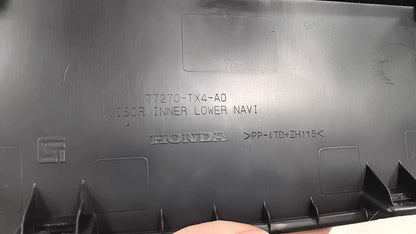 77270-TX4-A0
VISOR INNER LOWER NAVI
HONDA
>PP-(TD+ZH)15<